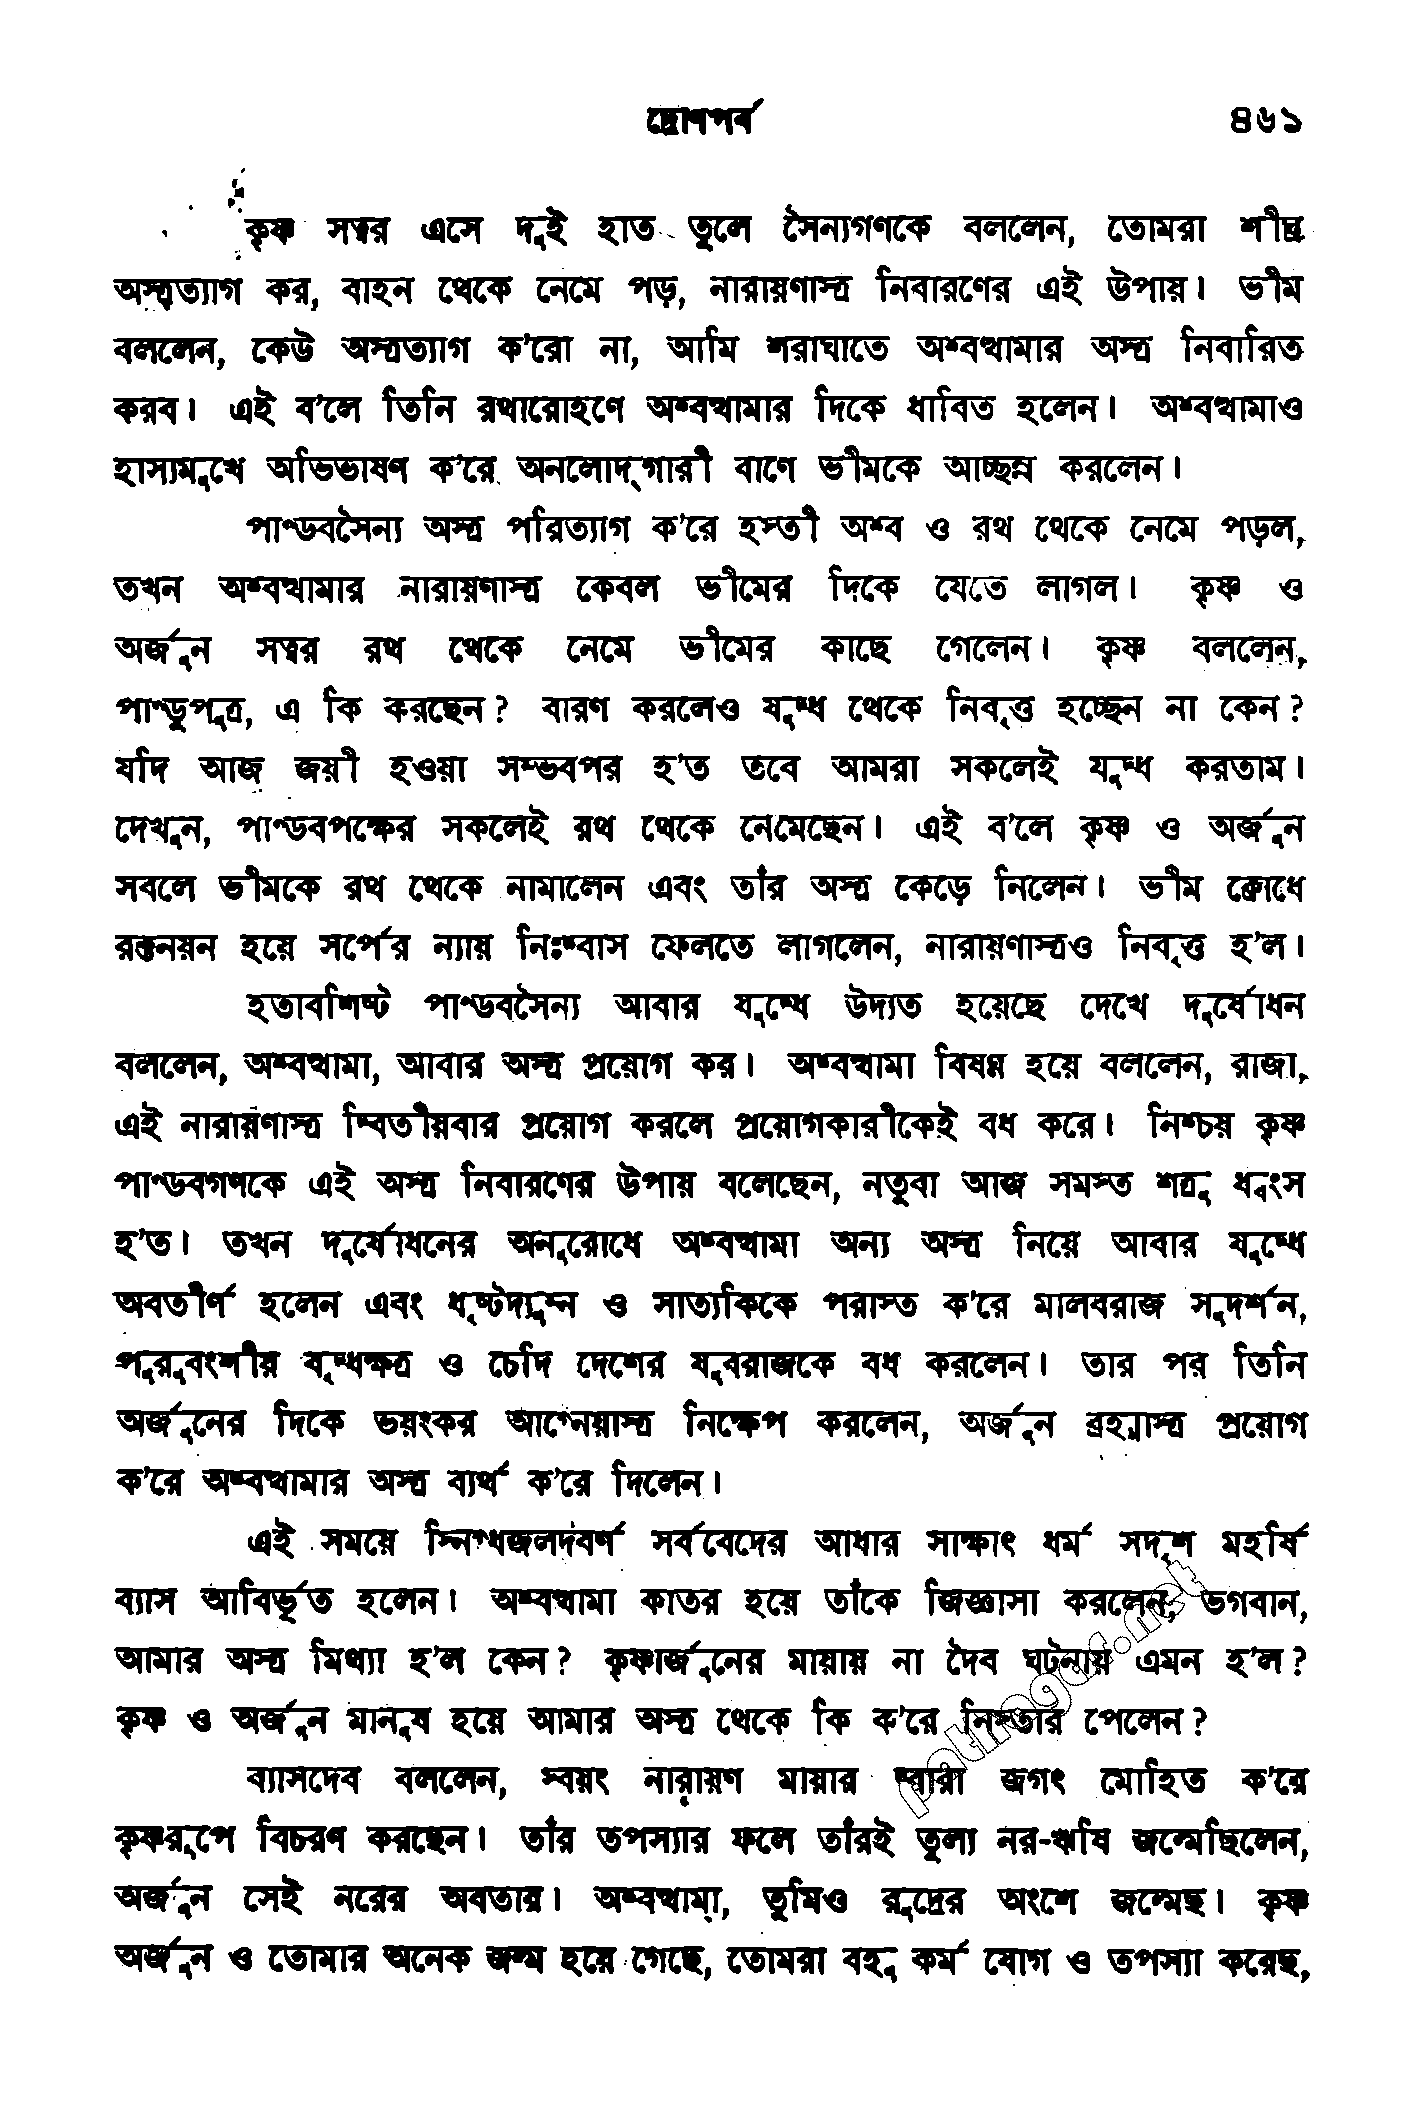 দ্রোণপর্ব ৪৬১
কৃষ্ণ সত্বর এসে দুই হাত তুলে সৈন্যগণকে বললেন, তোমরা শীঘ্র
অস্ত্রত্যাগ কর, বাহন থেকে নেমে পড়, নারায়ণাস্ত্র নিবারণের এই উপায়। ভীম
বললেন, কেউ অস্ত্রত্যাগ ক'রো না, আমি শরাঘাতে অশ্বত্থামার অস্ত্র নিবারিত
করব। এই ব'লে তিনি রথারোহণে অশ্বত্থামার দিকে ধাবিত হলেন। অশ্বত্থামাও
হাস্যমুখে অভিভাষণ ক'রে অনলোদ্‌গারী বাণে ভীমকে আচ্ছন্ন করলেন।
পাণ্ডবসৈন্য অস্ত্র পরিত্যাগ ক'রে হস্তী অশ্ব ও রথ থেকে নেমে পড়ল,
তখন অশ্বত্থামার নারায়ণাস্ত্র কেবল ভীমের দিকে যেতে লাগল। কৃষ্ণ ও
অর্জুন সত্বর রথ থেকে নেমে ভীমের কাছে গেলেন। কৃষ্ণ বললেন,
পাণ্ডুপুত্র, এ কি করছেন? বারণ করলেও যুদ্ধ থেকে নিবৃত্ত হচ্ছেন না কেন?
যদি আজ জয়ী হওয়া সম্ভবপর হ'ত তবে আমরা সকলেই যুদ্ধ করতাম।
দেখুন, পাণ্ডবপক্ষের সকলেই রথ থেকে নেমেছেন। এই ব'লে কৃষ্ণ ও অর্জুন
সবলে ভীমকে রথ থেকে নামালেন এবং তাঁর অস্ত্র কেড়ে নিলেন। ভীম ক্রোধে
রক্তনয়ন হয়ে সর্পের ন্যায় নিঃশ্বাস ফেলতে লাগলেন, নারায়ণাস্ত্রও নিবৃত্ত হ'ল।
হতাবশিষ্ট পাণ্ডবসৈন্য আবার যুদ্ধে উদ্যত হয়েছে দেখে দুর্যোধন
বললেন, অশ্বত্থামা, আবার অস্ত্র প্রয়োগ কর। অশ্বত্থামা বিষণ্ণ হয়ে বললেন, রাজা,
এই নারায়ণাস্ত্র দ্বিতীয়বার প্রয়োগ করলে প্রয়োগকারীকেই বধ করে। নিশ্চয় কৃষ্ণ
পাণ্ডবগণকে এই অস্ত্র নিবারণের উপায় বলেছেন, নতুবা আজ সমস্ত শত্রু ধ্বংস
হ'ত। তখন দুর্যোধনের অনুরোধে অশ্বত্থামা অন্য অস্ত্র নিয়ে আবার যুদ্ধে
অবতীর্ণ হলেন এবং ধৃষ্টদ্যুম্ন ও সাত্যকিকে পরাস্ত ক'রে মালবরাজ সুদর্শন,
পুরুবংশীয় বৃদ্ধক্ষত্র ও চেদি দেশের যুবরাজকে বধ করলেন। তার পর তিনি
অর্জুনের দিকে ভয়ংকর আগ্নেয়াস্ত্র নিক্ষেপ করলেন, অর্জুন ব্রহ্মাস্ত্র প্রয়োগ
ক'রে অশ্বত্থামার অস্ত্র ব্যর্থ ক'রে দিলেন।
এই সময়ে স্নিগ্ধজলদবর্ণ সর্ববেদের আধার সাক্ষাৎ ধর্ম সদৃশ মহর্ষি
ব্যাস আবির্ভূত হলেন। অশ্বত্থামা কাতর হয়ে তাঁকে জিজ্ঞাসা করলেন, ভগবান,
আমার অস্ত্র মিথ্যা হ'ল কেন? কৃষ্ণার্জুনের মায়ায় না দৈব ঘটনায় এমন হ'ল?
কৃষ্ণ ও অর্জুন মানুষ হয়ে আমার অস্ত্র থেকে কি ক'রে নিস্তার পেলেন?
ব্যাসদেব বললেন, স্বয়ং নারায়ণ মায়ার দ্বারা জগৎ মোহিত ক'রে
কৃষ্ণরূপে বিচরণ করছেন। তাঁর তপস্যার ফলে তাঁরই তুল্য নর-ঋষি জন্মেছিলেন,
অর্জুন সেই নরের অবতার। অশ্বত্থামা, তুমিও রুদ্রের অংশে জন্মেছ। কৃষ্ণ
অর্জুন ও তোমার অনেক জন্ম হয়ে গেছে, তোমরা বহু কর্ম যোগ ও তপস্যা করেছ,